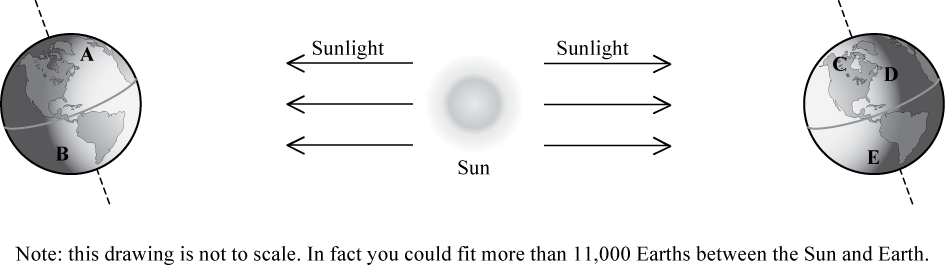 Sunlight
Sunlight
A
B
C
D
E
Sun
Note: this drawing is not to scale. In fact you could fit more than 11,000 Earths between the Sun and Earth.